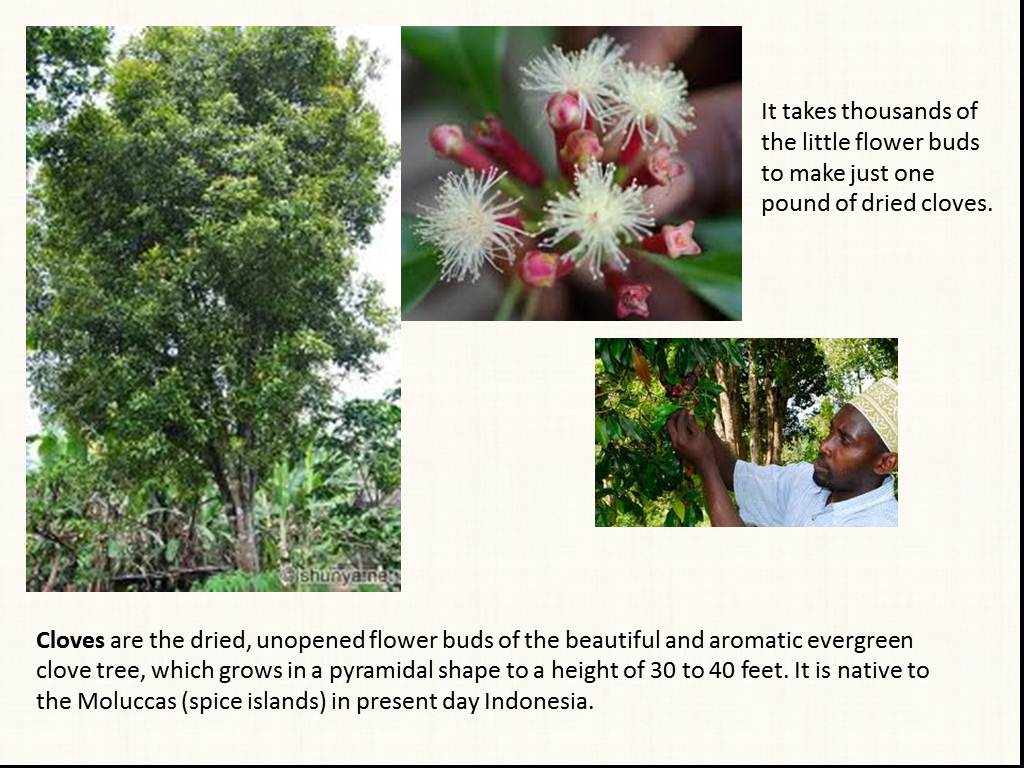 It takes thousands of
the little flower buds
to make just one
pound of dried cloves.
shunya.net
Cloves are the dried, unopened flower buds of the beautiful and aromatic evergreen
clove tree, which grows in a pyramidal shape to a height of 30 to 40 feet. It is native to
the Moluccas (spice islands) in present day Indonesia.